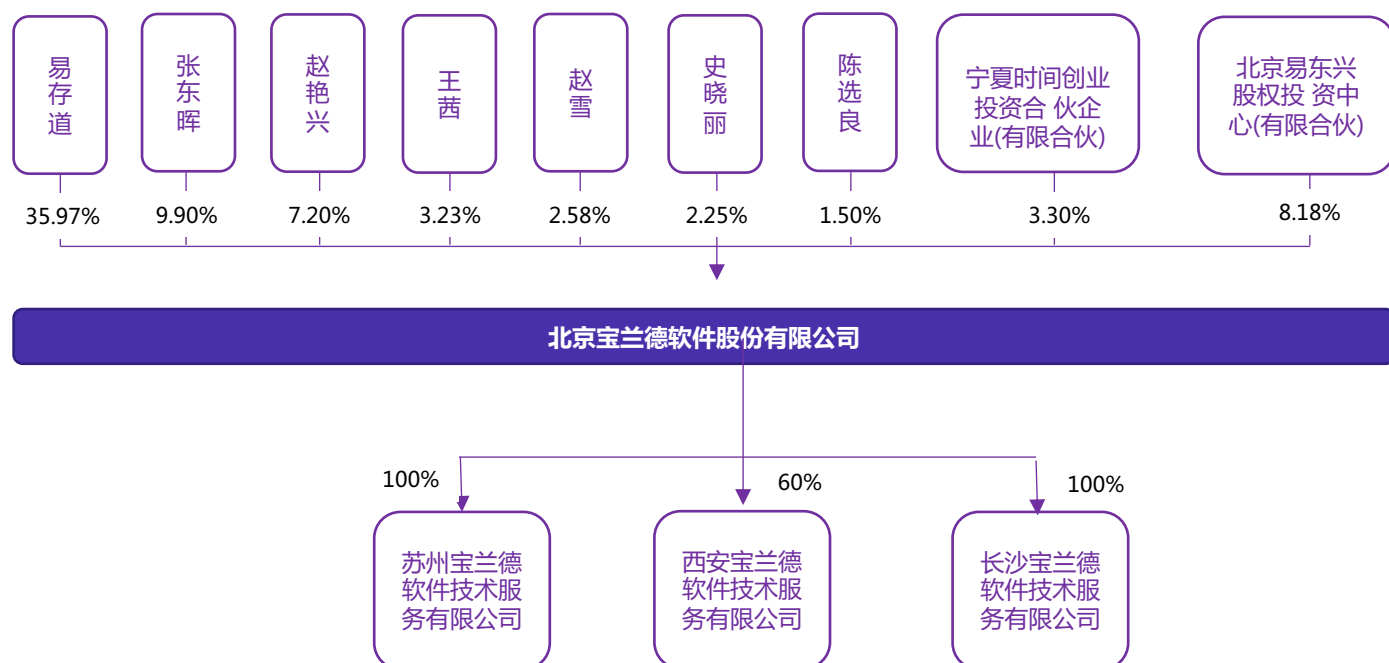 易存道
张东晖
赵艳兴
王茜
赵雪
史晓丽
陈选良
宁夏时间创业
投资合 伙企
业(有限合伙)
北京易东兴
股权投 资中
心(有限合伙)
35.97%
9.90%
7.20%
3.23%
2.58%
2.25%
1.50%
3.30%
8.18%
北京宝兰德软件股份有限公司
100%
60%
100%
苏州宝兰德
软件技术服
务有限公司
西安宝兰德
软件技术服
务有限公司
长沙宝兰德
软件技术服
务有限公司